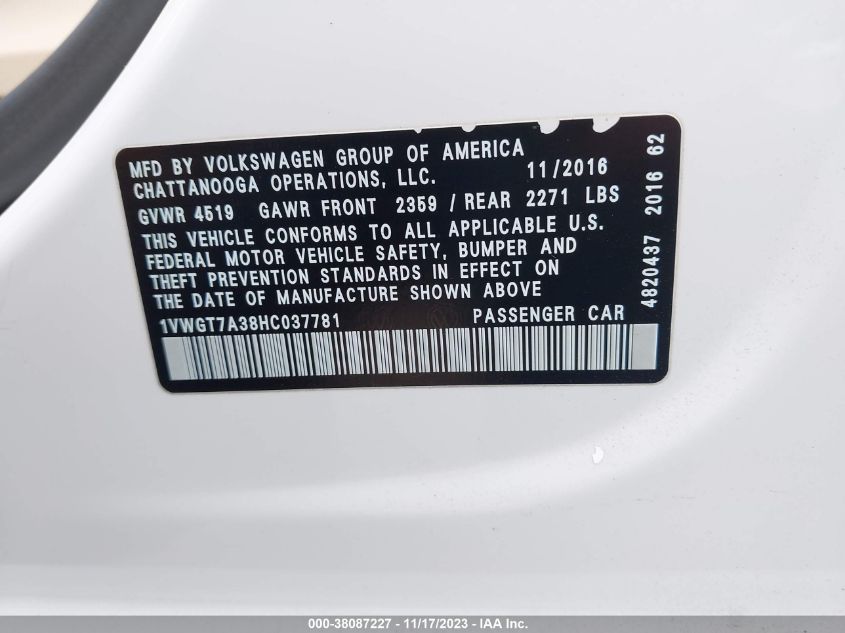 MFD BY VOLKSWAGEN GROUP OF AMERICA
CHATTANOOGA OPERATIONS, LLC. 11/2016
GVWR 4519 GAWR FRONT 2359 / REAR 2271 LBS
THIS VEHICLE CONFORMS TO ALL APPLICABLE U.S.
FEDERAL MOTOR VEHICLE SAFETY, BUMPER AND
THEFT PREVENTION STANDARDS IN EFFECT ON
THE DATE OF MANUFACTURE SHOWN ABOVE
1VWGT7A38HC037781 PASSENGER CAR
4820437 2016 62
000-38087227 - 11/17/2023 - IAA Inc.